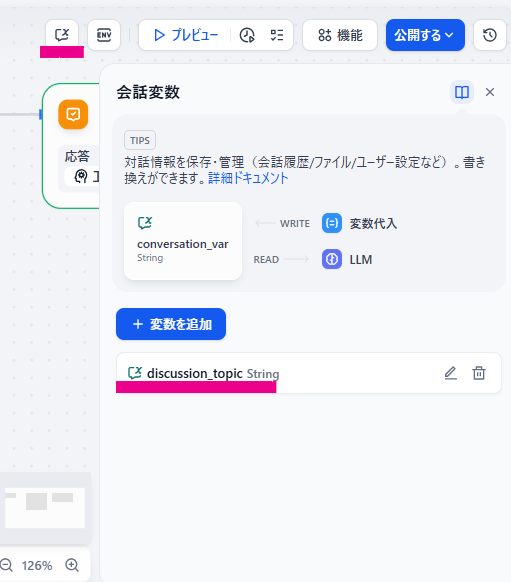 ENV
プレビュー
機能
公開する
会話変数
TIPS
対話情報を保存・管理（会話履歴/ファイル/ユーザー設定など）。書き
換えができます。詳細ドキュメント
応答
conversation_var
String
WRITE
変数代入
READ
LLM
変数を追加
discussion_topic String
126%